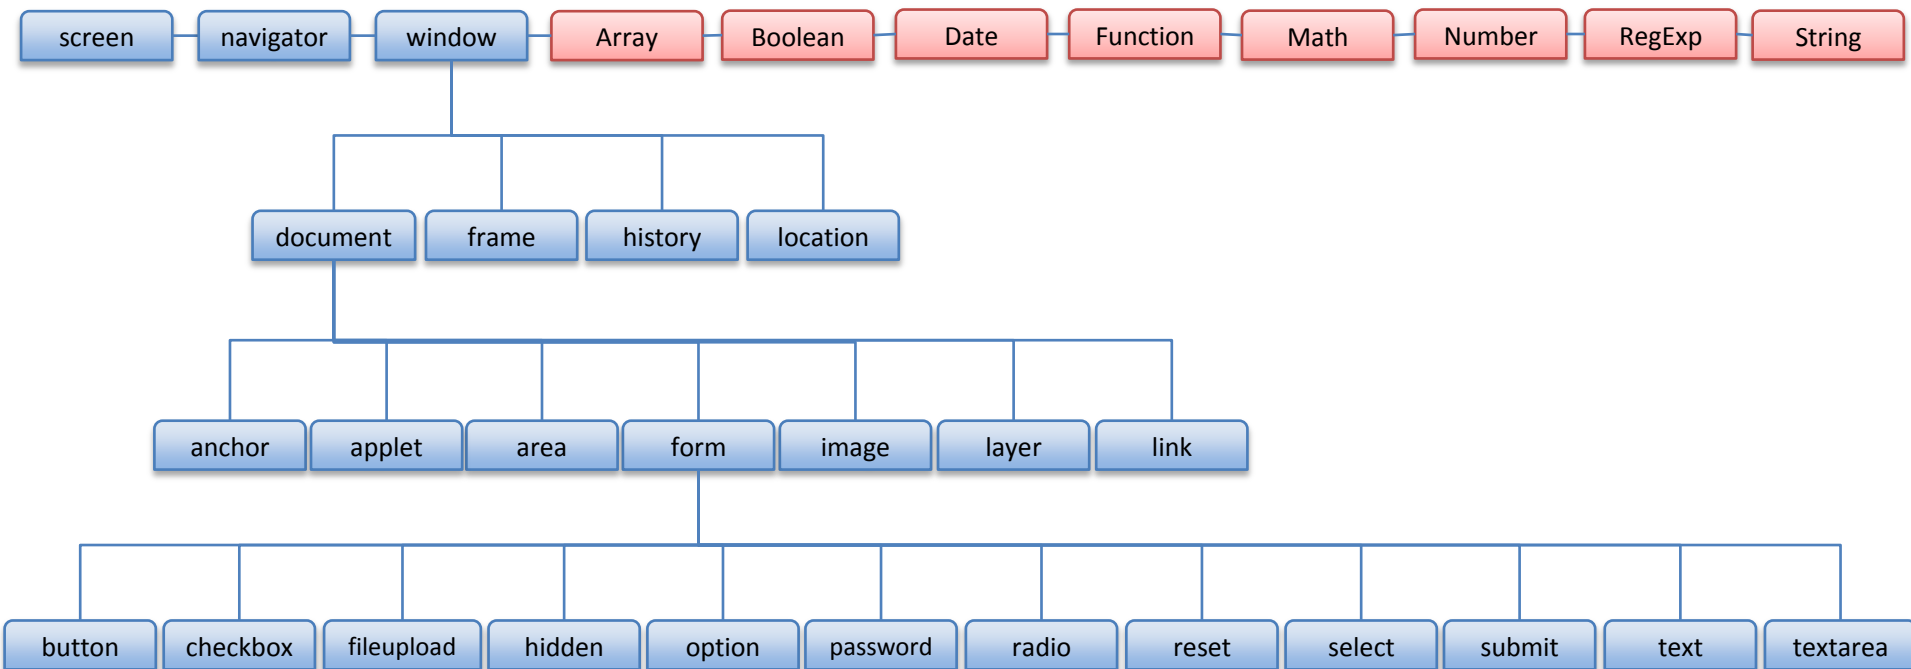 screen navigator window Array Boolean Date Function Math Number RegExp String
document frame history location
anchor applet area form image layer link
button checkbox fileupload hidden option password radio reset select submit text textarea